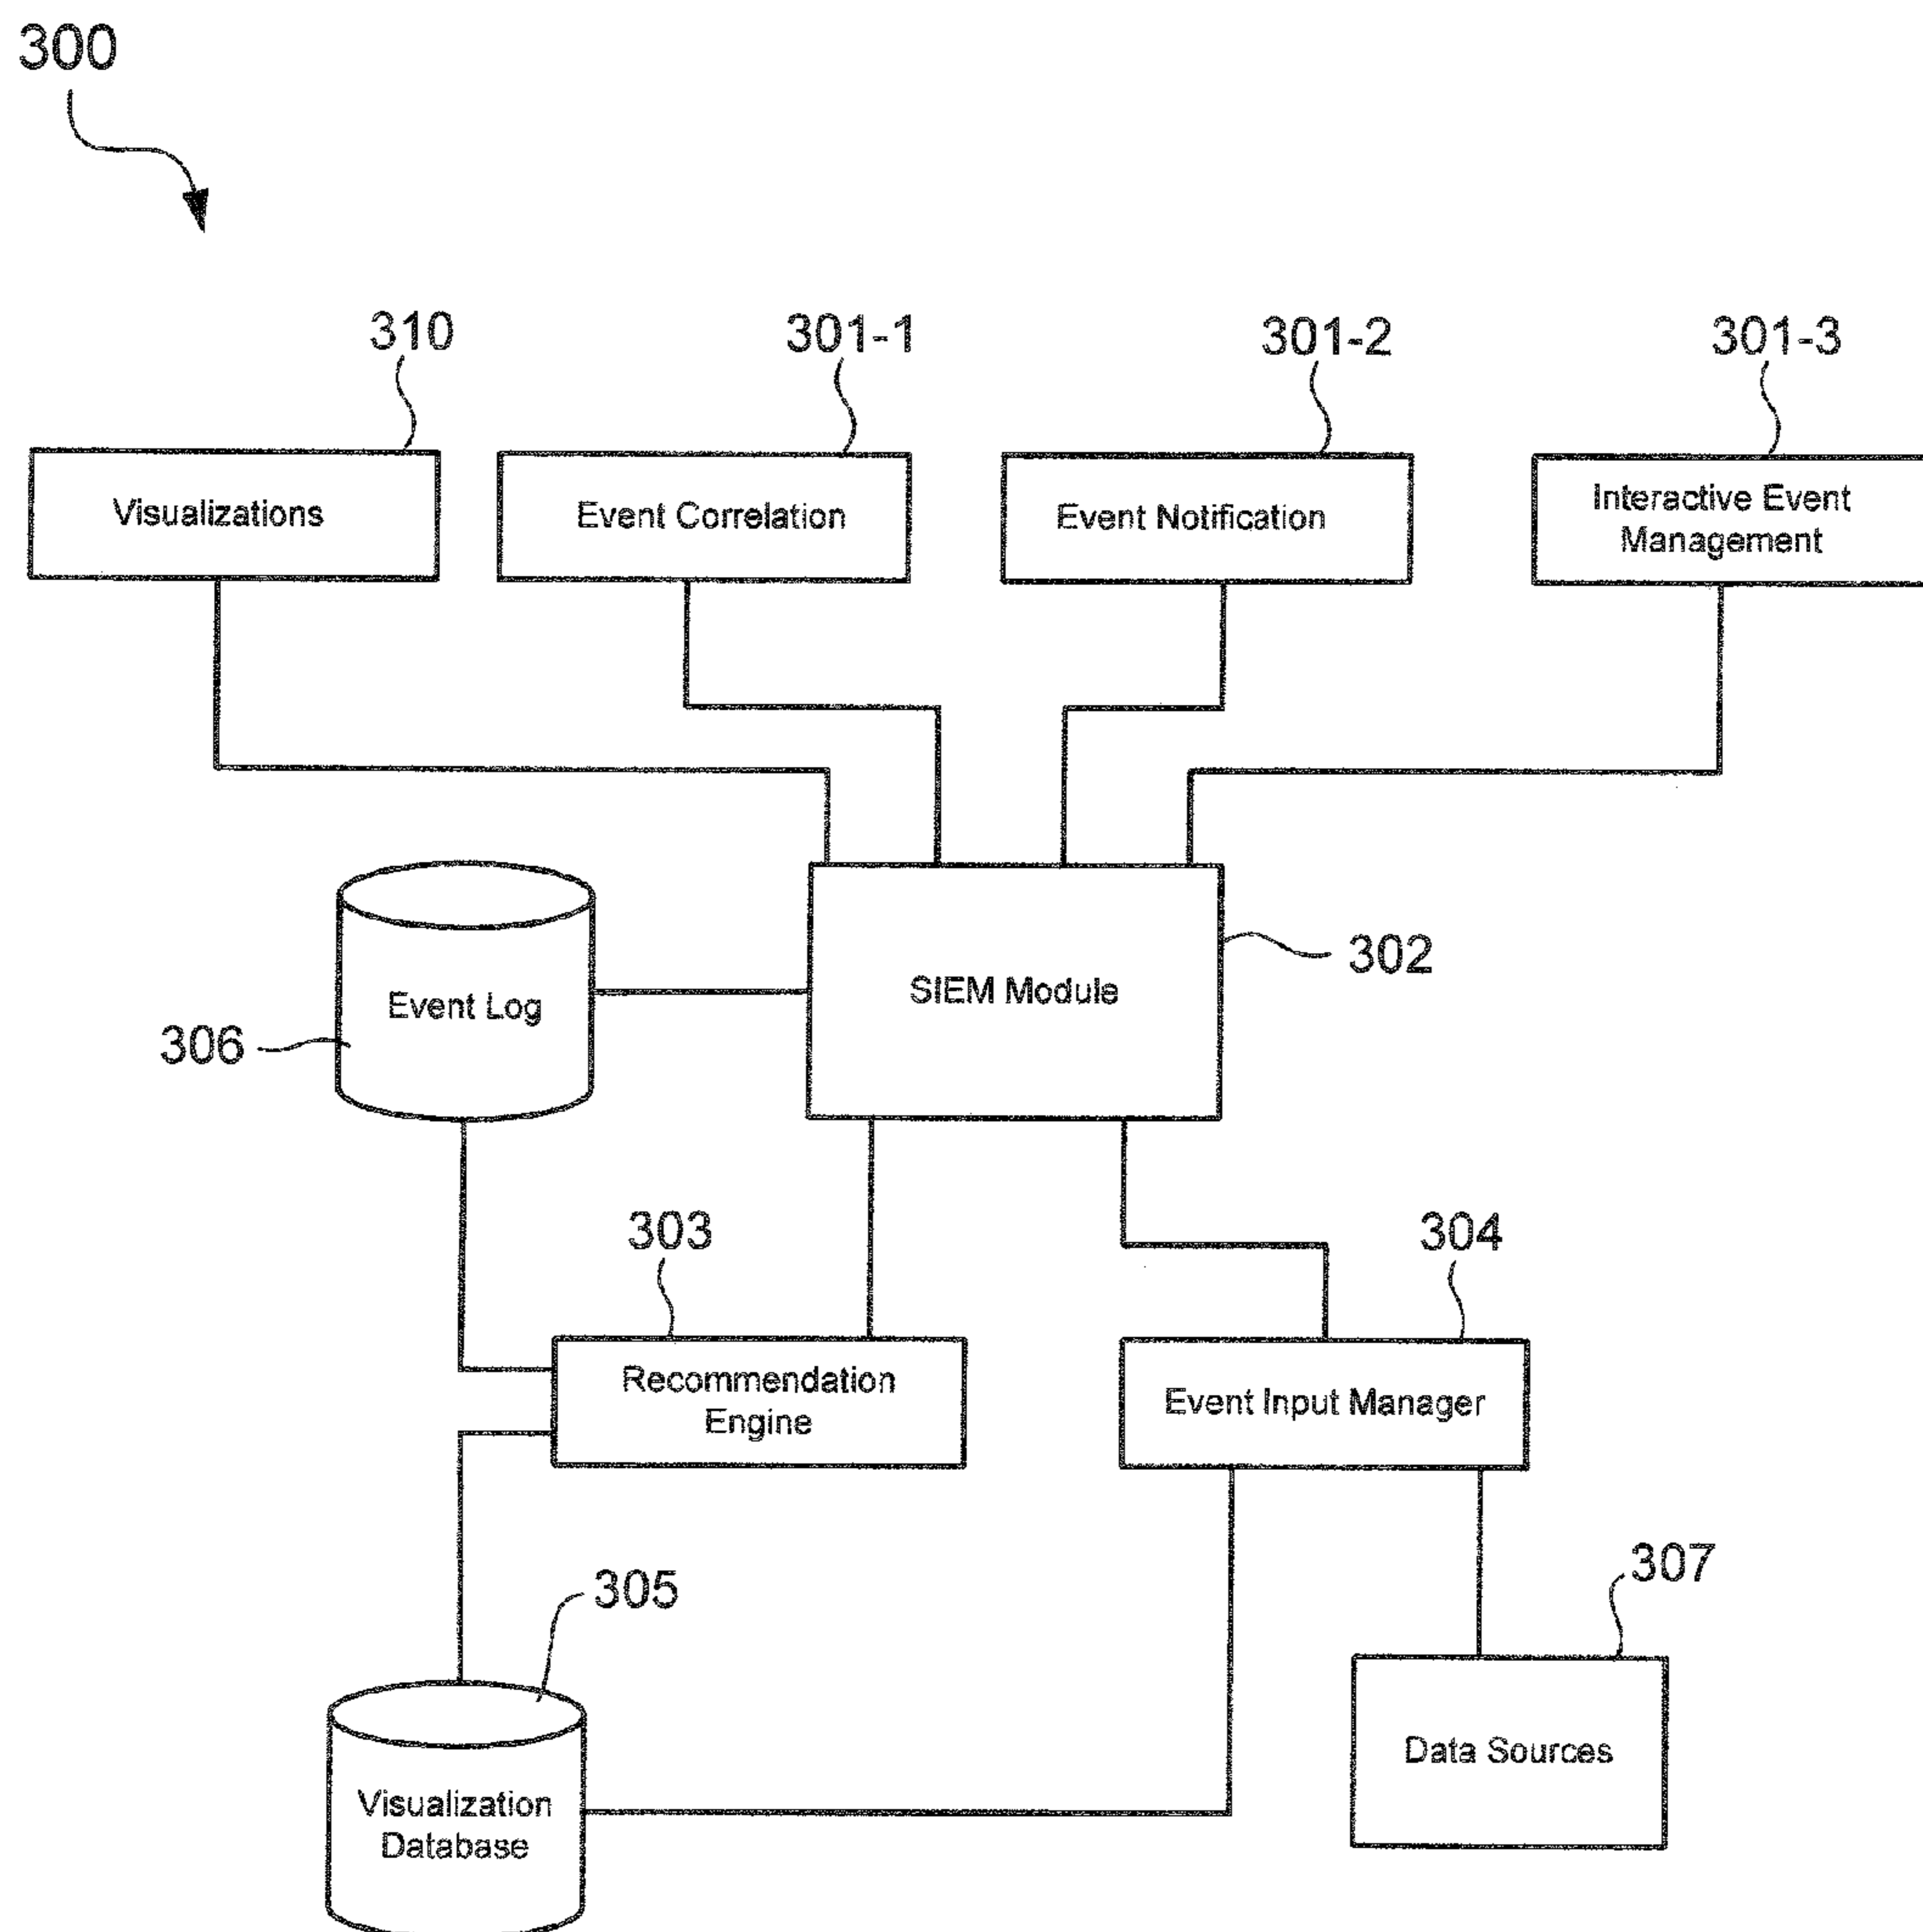 300
310
301-1
301-2
301-3
Visualizations
Event Correlation
Event Notification
Interactive Event
Management
302
SIEM Module
Event Log
306
303
304
Recommendation
Engine
Event Input Manager
305
307
Data Sources
Visualization
Database